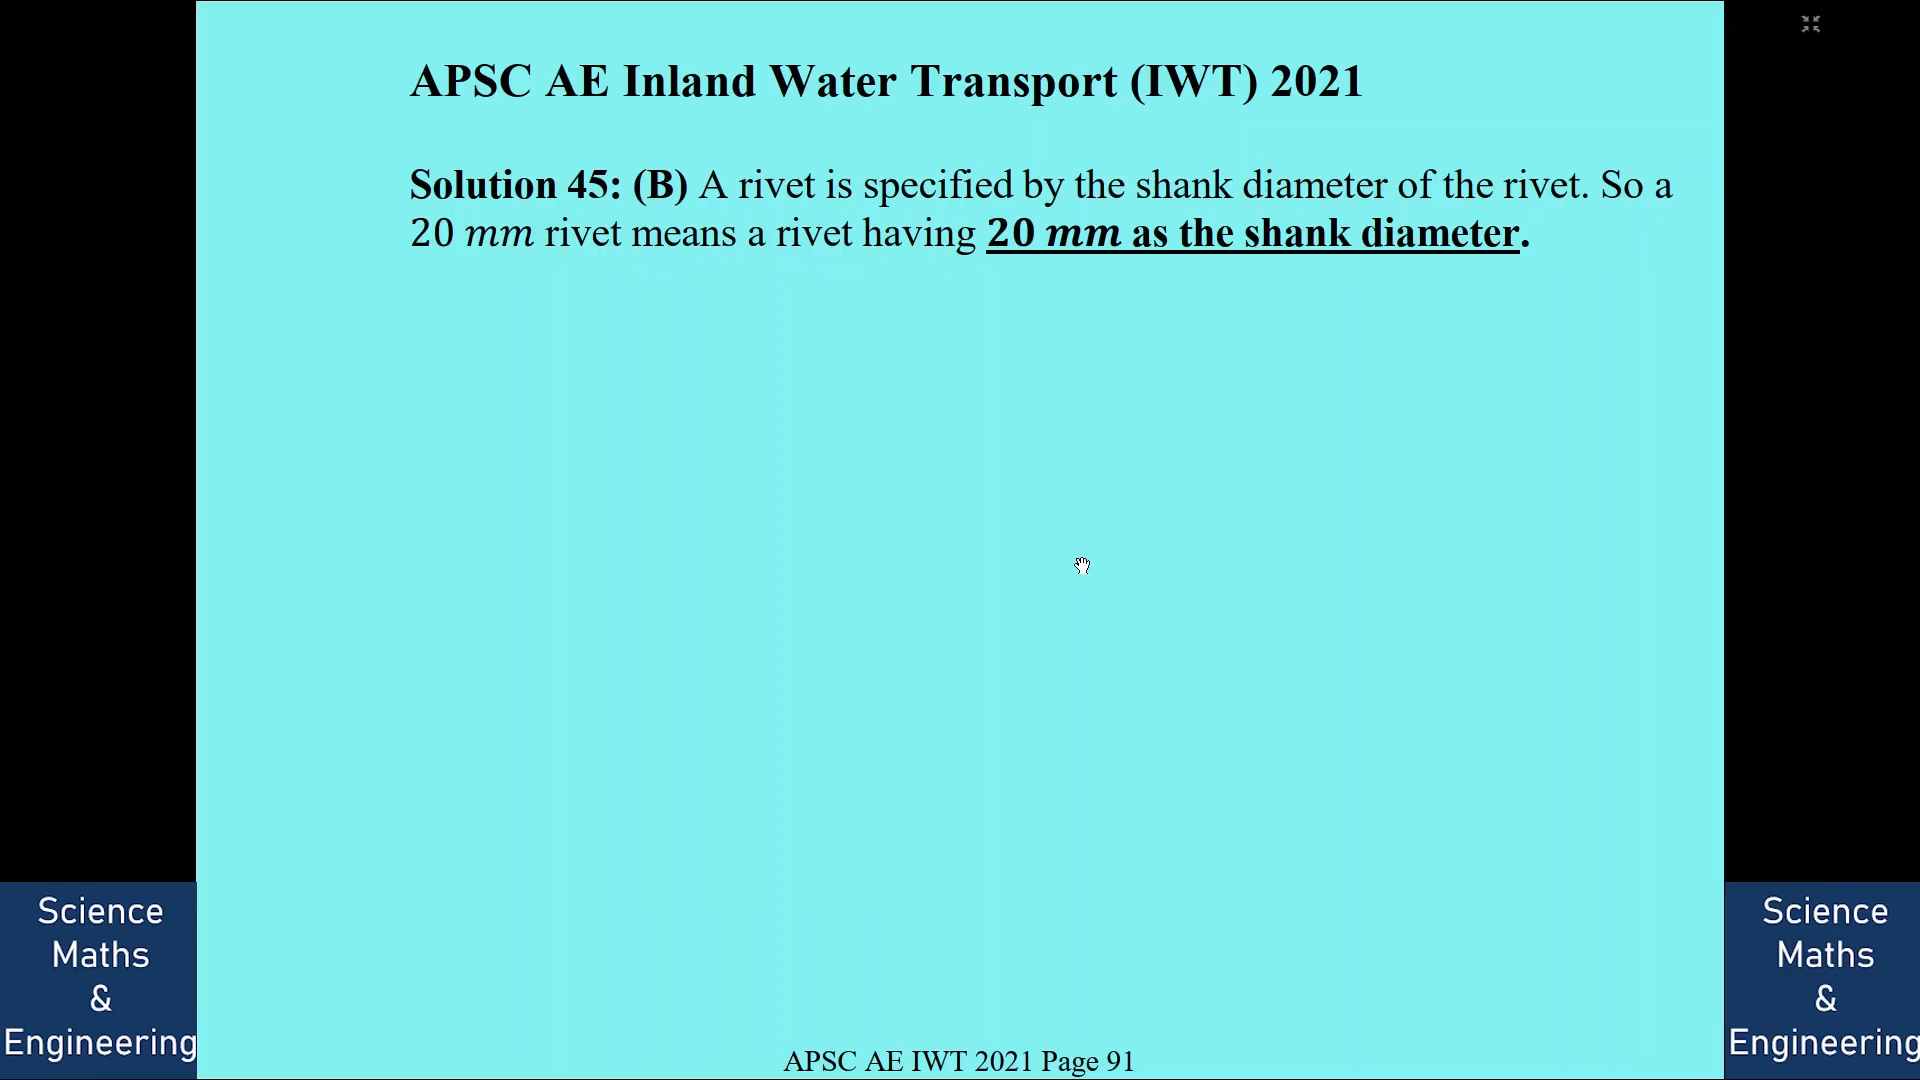 APSC AE Inland Water Transport (IWT) 2021
Solution 45: (B) A rivet is specified by the shank diameter of the rivet. So a
20 mm rivet means a rivet having 20 mm as the shank diameter.
Science
Maths
&
Engineering
Science
Maths
&
Engineering
APSC AE IWT 2021 Page 91